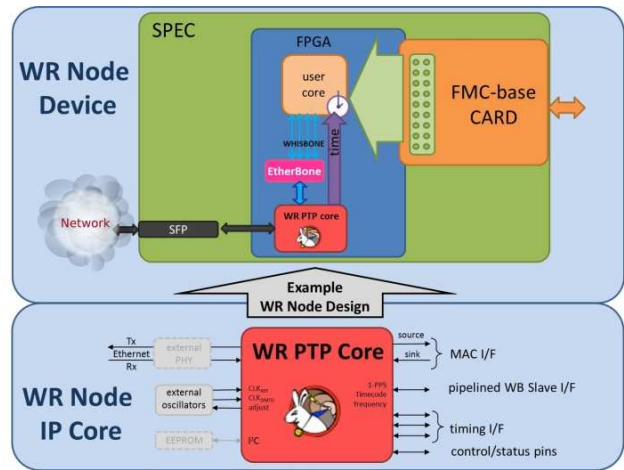 SPEC
FPGA
WR Node
Device
user
core
FMC-base
CARD
WHISBONE
time
EtherBone
Network
SFP
WR PTP core
Example
WR Node Design
WR PTP Core
Tx
Ethernet
Rx
external
PHY
source
sink
MAC I/F
WR Node
IP Core
external
oscillators
CLKREF
CLKDMTD
adjust
1-PPS
Timecode
frequency
pipelined WB Slave I/F
timing I/F
EEPROM
I²C
control/status pins